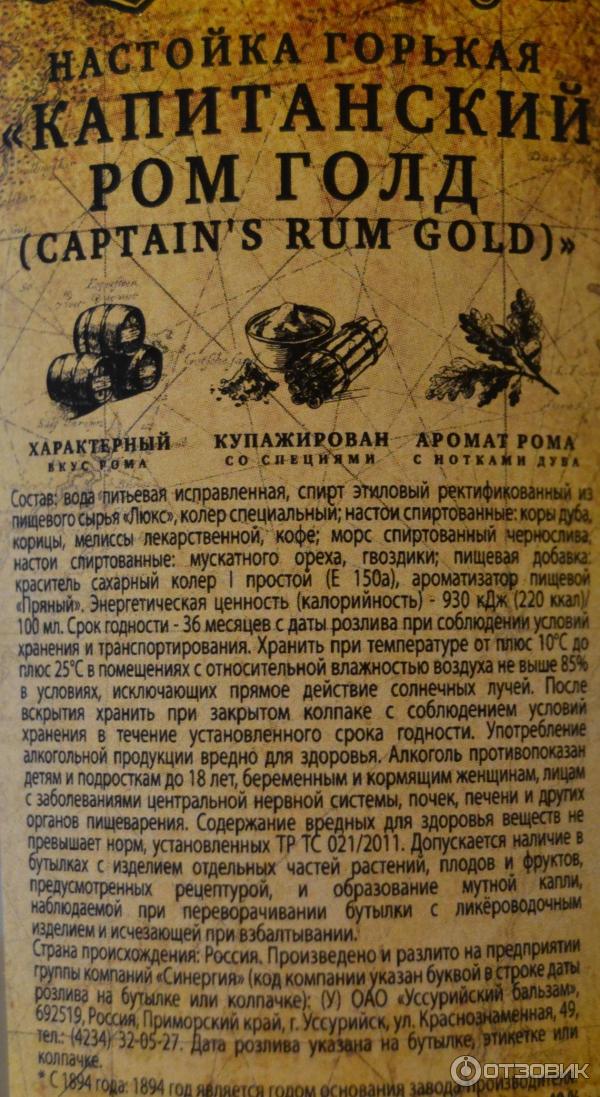 НАСТОЙКА ГОРЬКАЯ
«КАПИТАНСКИЙ
РОМ ГОЛД
(CAPTAIN'S RUM GOLD)»
ХАРАКТЕРНЫЙ
ВКУС РОМА
КУПАЖИРОВАН
СО СПЕЦИЯМИ
АРОМАТ РОМА
С НОТКАМИ ДУБА
Состав: вода питьевая исправленная, спирт этиловый ректификованный из
пищевого сырья «Люкс», колер специальный; настои спиртованные: коры дуба,
корицы, мелиссы лекарственной, кофе; морс спиртованный чернослива,
настои спиртованные: мускатного ореха, гвоздики; пищевая добавка:
краситель сахарный колер I простой (Е 150а), ароматизатор пищевой
«Пряный». Энергетическая ценность (калорийность) - 930 кДж (220 ккал)/
100 мл. Срок годности - 36 месяцев с даты розлива при соблюдении условий
хранения и транспортирования. Хранить при температуре от плюс 10°С до
плюс 25°С в помещениях с относительной влажностью воздуха не выше 85%
в условиях, исключающих прямое действие солнечных лучей. После
вскрытия хранить при закрытом колпаке с соблюдением условий
хранения в течение установленного срока годности. Употребление
алкогольной продукции вредно для здоровья. Алкоголь противопоказан
детям и подросткам до 18 лет, беременным и кормящим женщинам, лицам
с заболеваниями центральной нервной системы, почек, печени и других
органов пищеварения. Содержание вредных для здоровья веществ не
превышает норм, установленных ТР ТС 021/2011. Допускается наличие в
бутылках с изделием отдельных частей растений, плодов и фруктов,
предусмотренных рецептурой, и образование мутной капли,
наблюдаемой при переворачивании бутылки с ликёроводочным
изделием и исчезающей при взбалтывании.
Страна происхождения: Россия. Произведено и разлито на предприятии
группы компаний «Синергия» (код компании указан буквой в строке даты
розлива на бутылке или колпачке): (У) ОАО «Уссурийский бальзам»,
692519, Россия, Приморский край, г. Уссурийск, ул. Краснознаменная, 49,
тел.: (4234) 32-05-27. Дата розлива указана на бутылке, этикетке или
колпачке.
* С 1894 года: 1894 год является годом основания завода-производителя.
ОТЗОВИК